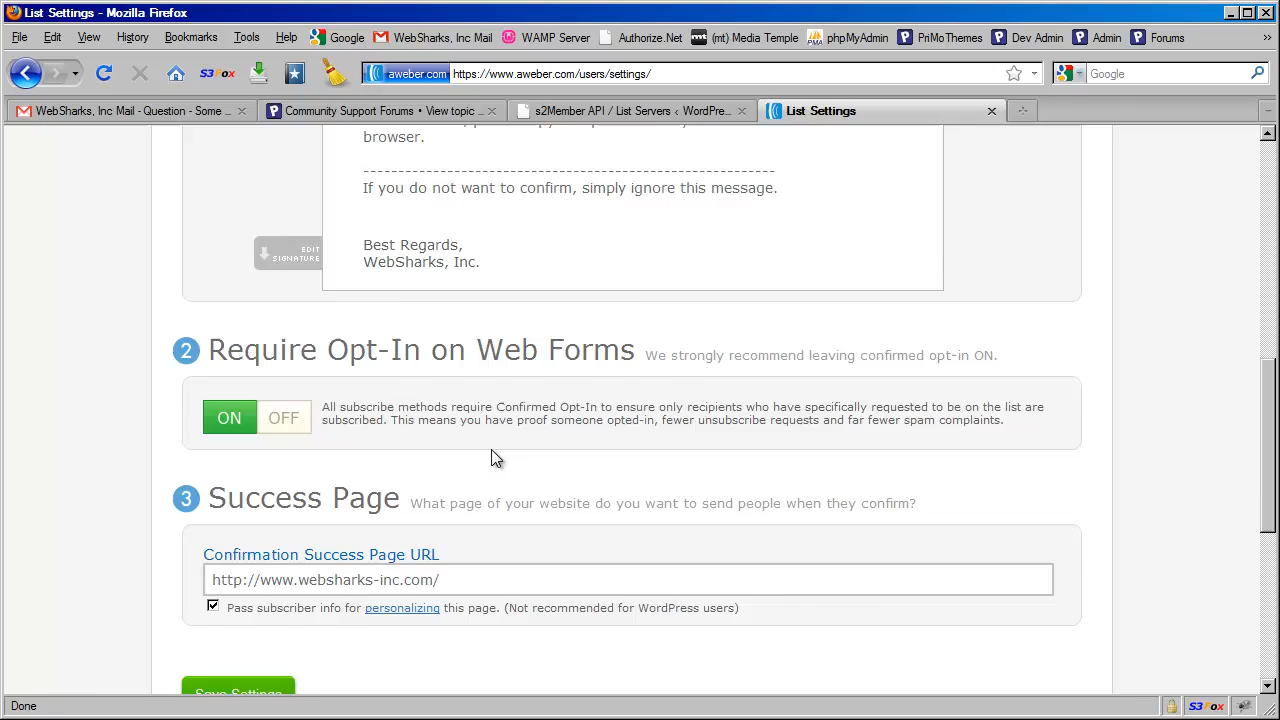 List Settings - Mozilla Firefox
File Edit View History Bookmarks Tools Help Google WebSharks, Inc Mail WAMP Server Authorize.Net (mt) Media Temple phpMyAdmin PriMoThemes Dev Admin Admin Forums »
S3Fox aweber.com https://www.aweber.com/users/settings/ Google
WebSharks, Inc Mail - Question - Some ... Community Support Forums • View topic ... s2Member API / List Servers ‹ WordPre... List Settings
browser.
------------------------------------------------------------
If you do not want to confirm, simply ignore this message.
EDIT
SIGNATURE
Best Regards,
WebSharks, Inc.
2 Require Opt-In on Web Forms We strongly recommend leaving confirmed opt-in ON.
ON OFF
All subscribe methods require Confirmed Opt-In to ensure only recipients who have specifically requested to be on the list are
subscribed. This means you have proof someone opted-in, fewer unsubscribe requests and far fewer spam complaints.
3 Success Page What page of your website do you want to send people when they confirm?
Confirmation Success Page URL
http://www.websharks-inc.com/
Pass subscriber info for personalizing this page. (Not recommended for WordPress users)
Save Settings
Done S3Fox